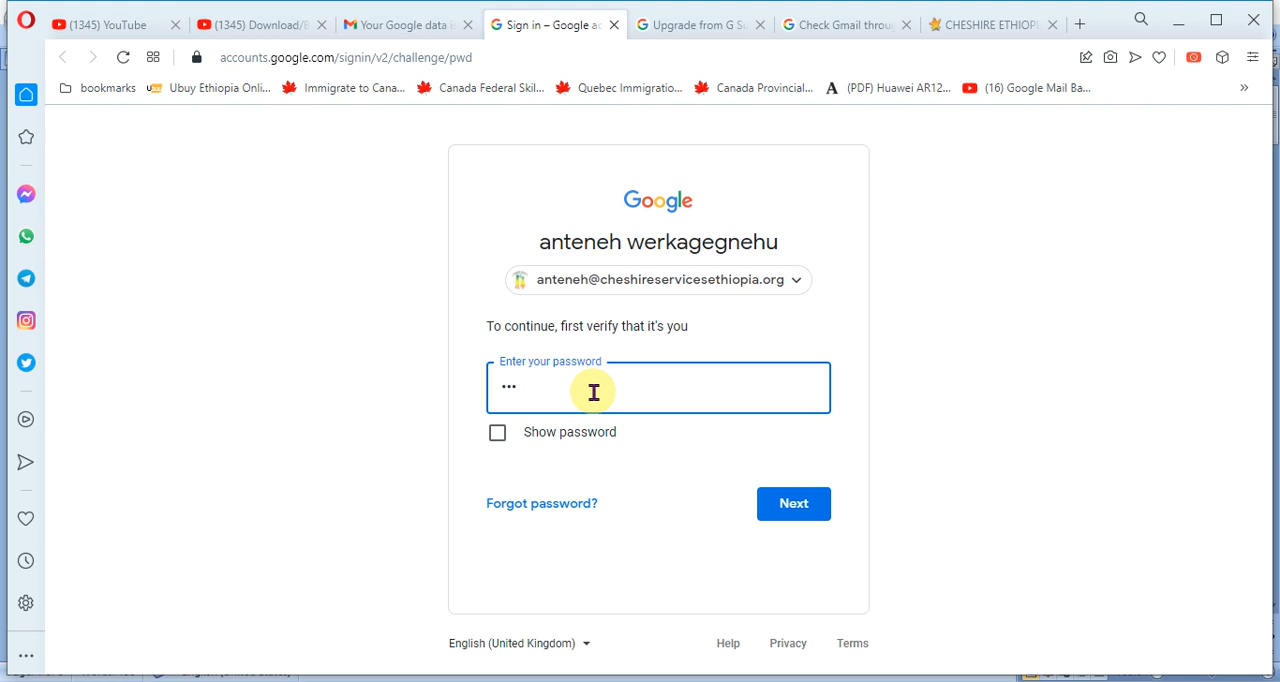 (1345) YouTube
(1345) Download/B
Your Google data is
Sign in – Google ac
Upgrade from G Su
Check Gmail throu
CHESHIRE ETHIOPI
accounts.google.com/signin/v2/challenge/pwd
bookmarks
Ubuy Ethiopia Onli...
Immigrate to Cana...
Canada Federal Skil...
Quebec Immigratio...
Canada Provincial...
A (PDF) Huawei AR12...
(16) Google Mail Ba...
Google
anteneh werkagegnehu
anteneh@cheshireservicesethiopia.org
To continue, first verify that it's you
Enter your password
•••
Show password
Forgot password?
Next
English (United Kingdom)
Help
Privacy
Terms